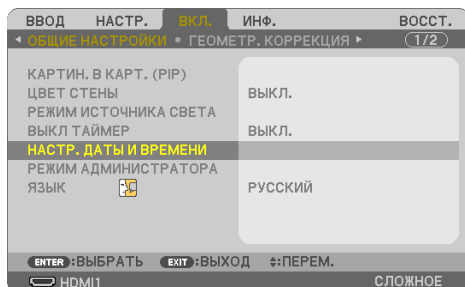 ВВОД НАСТР. ВКЛ. ИНФ. ВОССТ.
ОБЩИЕ НАСТРОЙКИ • ГЕОМЕТР. КОРРЕКЦИЯ 1/2
КАРТИН. В КАРТ. (PIP)
ЦВЕТ СТЕНЫ ВЫКЛ.
РЕЖИМ ИСТОЧНИКА СВЕТА
ВЫКЛ ТАЙМЕР ВЫКЛ.
НАСТР. ДАТЫ И ВРЕМЕНИ
РЕЖИМ АДМИНИСТРАТОРА
ЯЗЫК РУССКИЙ
ENTER :ВЫБРАТЬ EXIT :ВЫХОД :ПЕРЕМ.
HDMI1 СЛОЖНОЕ